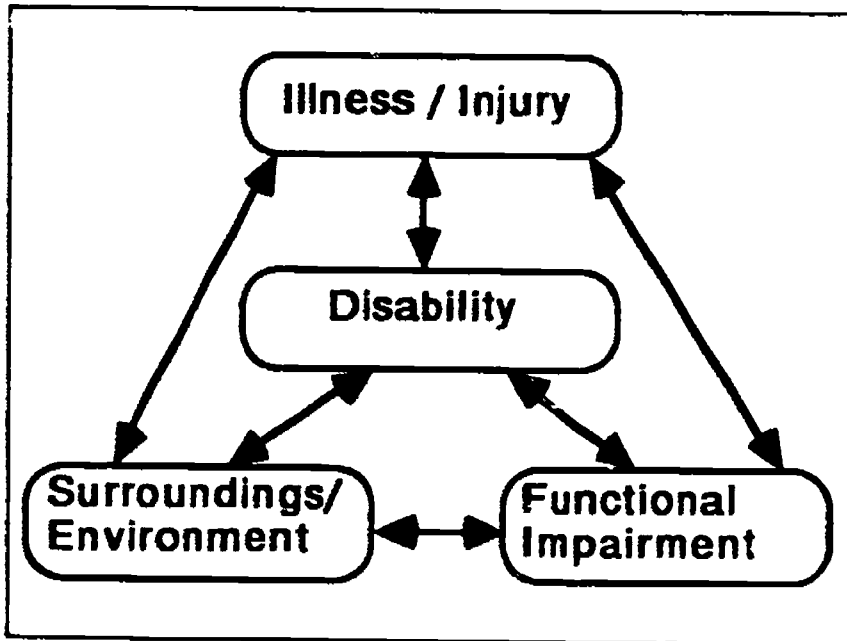 Illness / Injury
Disability
Surroundings/
Environment
Functional
Impairment